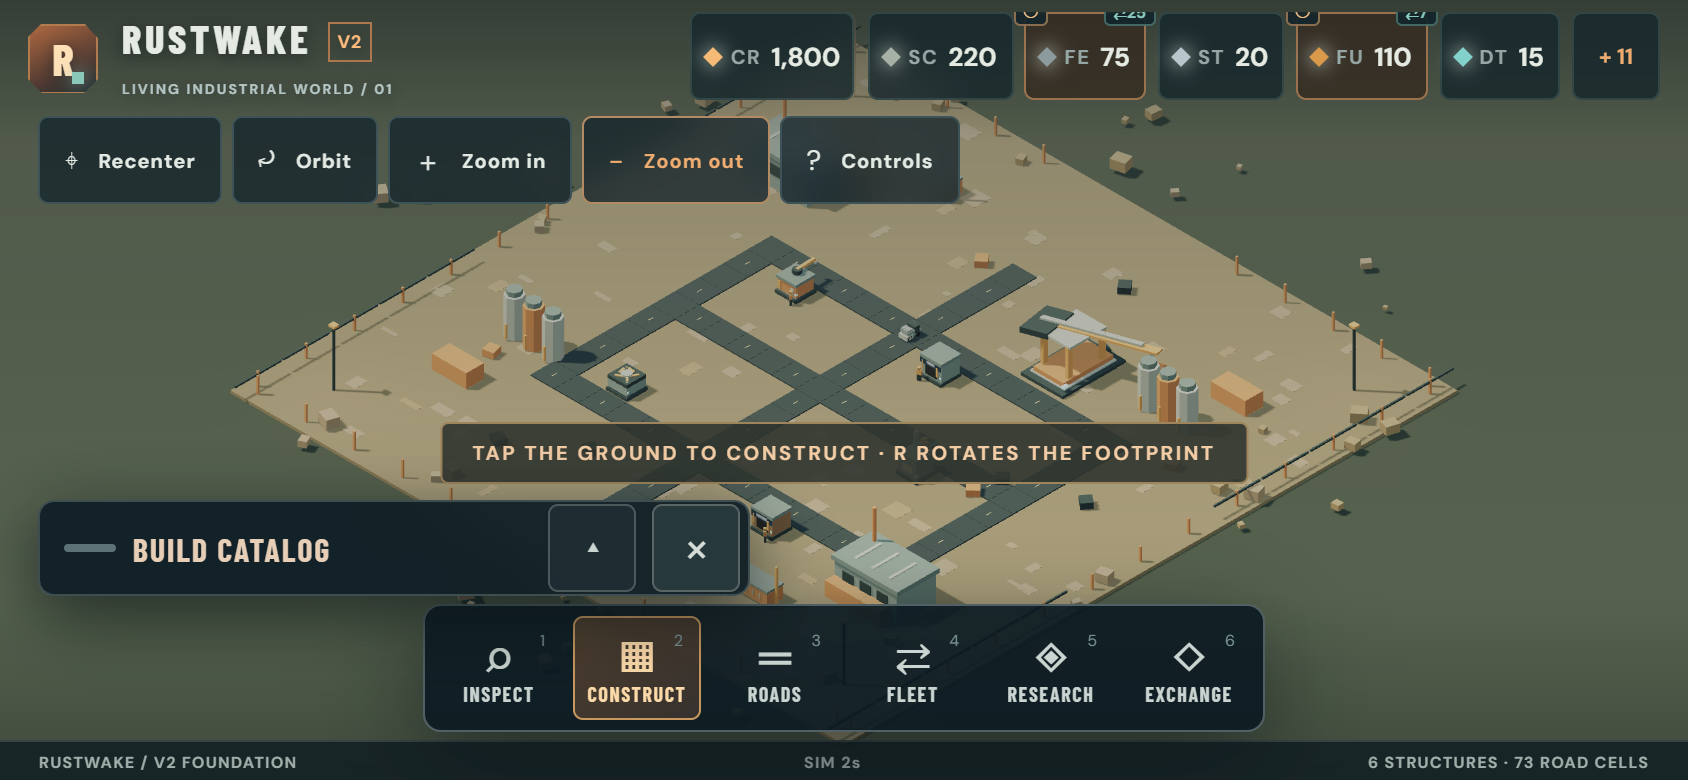 R
RUSTWAKE V2
LIVING INDUSTRIAL WORLD / 01
CR 1,800
SC 220
FE 75
ST 20
FU 110
DT 15
+ 11
⇄25
⇄7
Recenter
Orbit
+ Zoom in
− Zoom out
? Controls
TAP THE GROUND TO CONSTRUCT · R ROTATES THE FOOTPRINT
BUILD CATALOG
INSPECT 1
CONSTRUCT 2
ROADS 3
FLEET 4
RESEARCH 5
EXCHANGE 6
RUSTWAKE / V2 FOUNDATION
SIM 2s
6 STRUCTURES · 73 ROAD CELLS